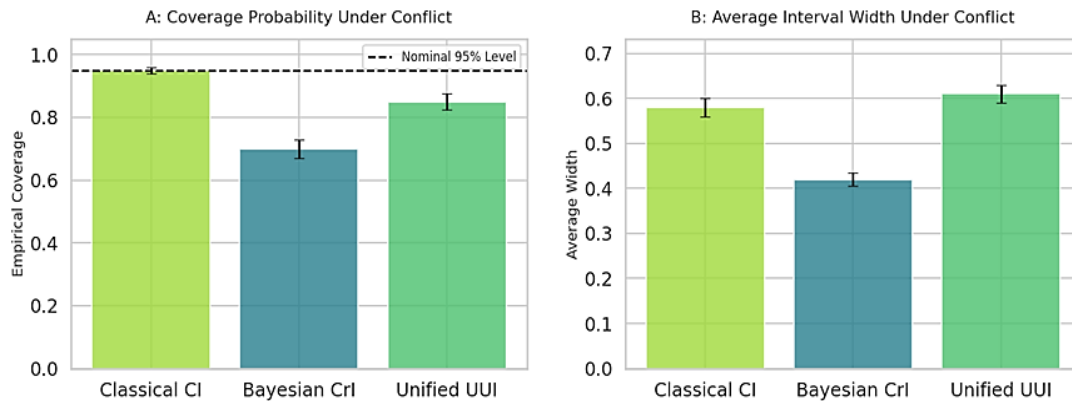 A: Coverage Probability Under Conflict
1.0
0.8
0.6
0.4
0.2
0.0
Empirical Coverage
Nominal 95% Level
Classical CI
Bayesian CrI
Unified UUI
B: Average Interval Width Under Conflict
0.7
0.6
0.5
0.4
0.3
0.2
0.1
0.0
Average Width
Classical CI
Bayesian CrI
Unified UUI